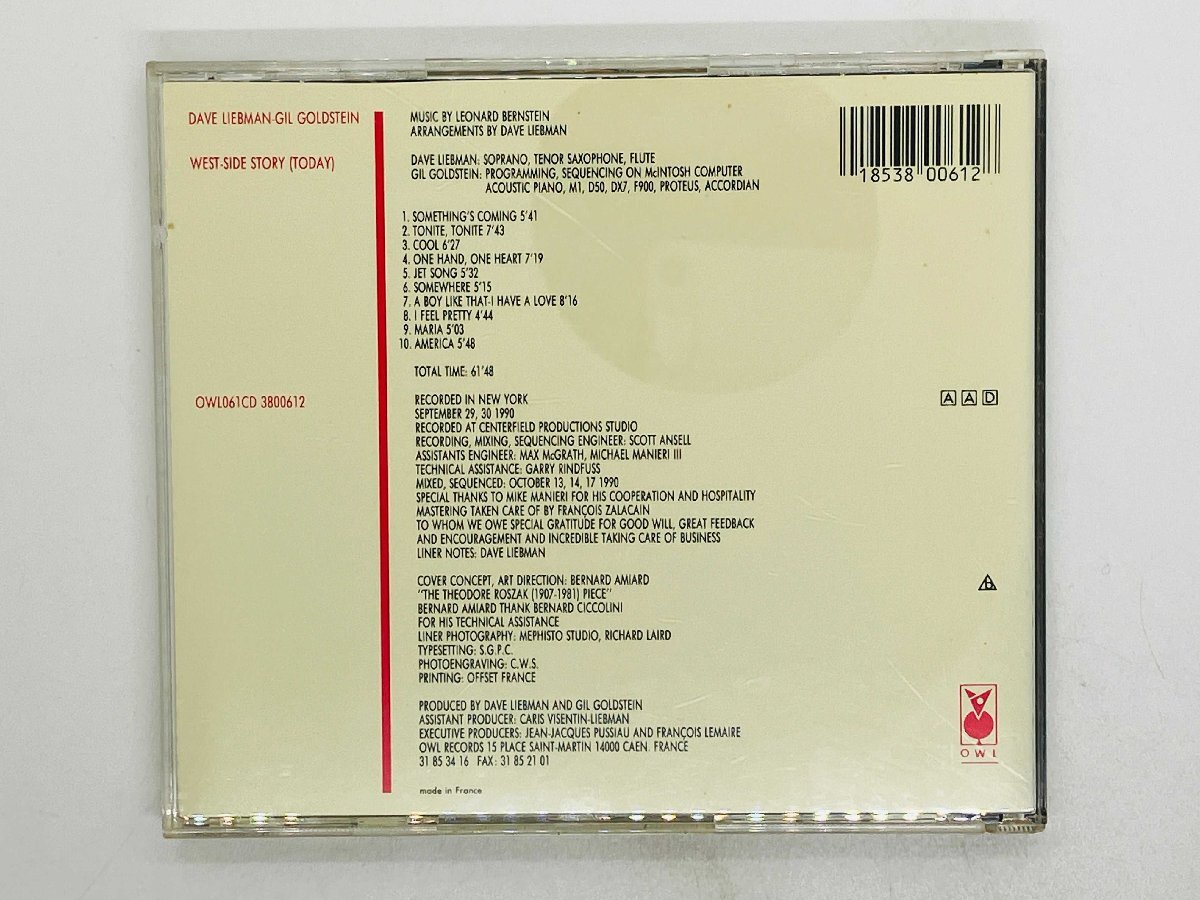 DAVE LIEBMAN-GIL GOLDSTEIN
WEST-SIDE STORY (TODAY)
OWL061CD 3800612
MUSIC BY LEONARD BERNSTEIN
ARRANGEMENTS BY DAVE LIEBMAN
DAVE LIEBMAN: SOPRANO, TENOR SAXOPHONE, FLUTE
GIL GOLDSTEIN: PROGRAMMING, SEQUENCING ON McINTOSH COMPUTER
ACOUSTIC PIANO, M1, D50, DX7, F900, PROTEUS, ACCORDIAN
1. SOMETHING'S COMING 5'41
2. TONITE, TONITE 7'43
3. COOL 6'27
4. ONE HAND, ONE HEART 7'19
5. JET SONG 5'32
6. SOMEWHERE 5'15
7. A BOY LIKE THAT-I HAVE A LOVE 8'16
8. I FEEL PRETTY 4'44
9. MARIA 5'03
10. AMERICA 5'48
TOTAL TIME: 61'48
RECORDED IN NEW YORK
SEPTEMBER 29, 30 1990
RECORDED AT CENTERFIELD PRODUCTIONS STUDIO
RECORDING, MIXING, SEQUENCING ENGINEER: SCOTT ANSELL
ASSISTANTS ENGINEER: MAX McGRATH, MICHAEL MANIERI III
TECHNICAL ASSISTANCE: GARRY RINDFUSS
MIXED, SEQUENCED: OCTOBER 13, 14, 17 1990
SPECIAL THANKS TO MIKE MANIERI FOR HIS COOPERATION AND HOSPITALITY
MASTERING TAKEN CARE OF BY FRANÇOIS ZALACAIN
TO WHOM WE OWE SPECIAL GRATITUDE FOR GOOD WILL, GREAT FEEDBACK
AND ENCOURAGEMENT AND INCREDIBLE TAKING CARE OF BUSINESS
LINER NOTES: DAVE LIEBMAN
COVER CONCEPT, ART DIRECTION: BERNARD AMIARD
"THE THEODORE ROSZAK (1907-1981) PIECE"
BERNARD AMIARD THANK BERNARD CICCOLINI
FOR HIS TECHNICAL ASSISTANCE
LINER PHOTOGRAPHY: MEPHISTO STUDIO, RICHARD LAIRD
TYPESETTING: S.G.P.C.
PHOTOENGRAVING: C.W.S.
PRINTING: OFFSET FRANCE
PRODUCED BY DAVE LIEBMAN AND GIL GOLDSTEIN
ASSISTANT PRODUCER: CARIS VISENTIN-LIEBMAN
EXECUTIVE PRODUCERS: JEAN-JACQUES PUSSIAU AND FRANÇOIS LEMAIRE
OWL RECORDS 15 PLACE SAINT-MARTIN 14000 CAEN. FRANCE
31 85 34 16 FAX: 31 85 21 01
made in France
18538 00612
A A D
OWL